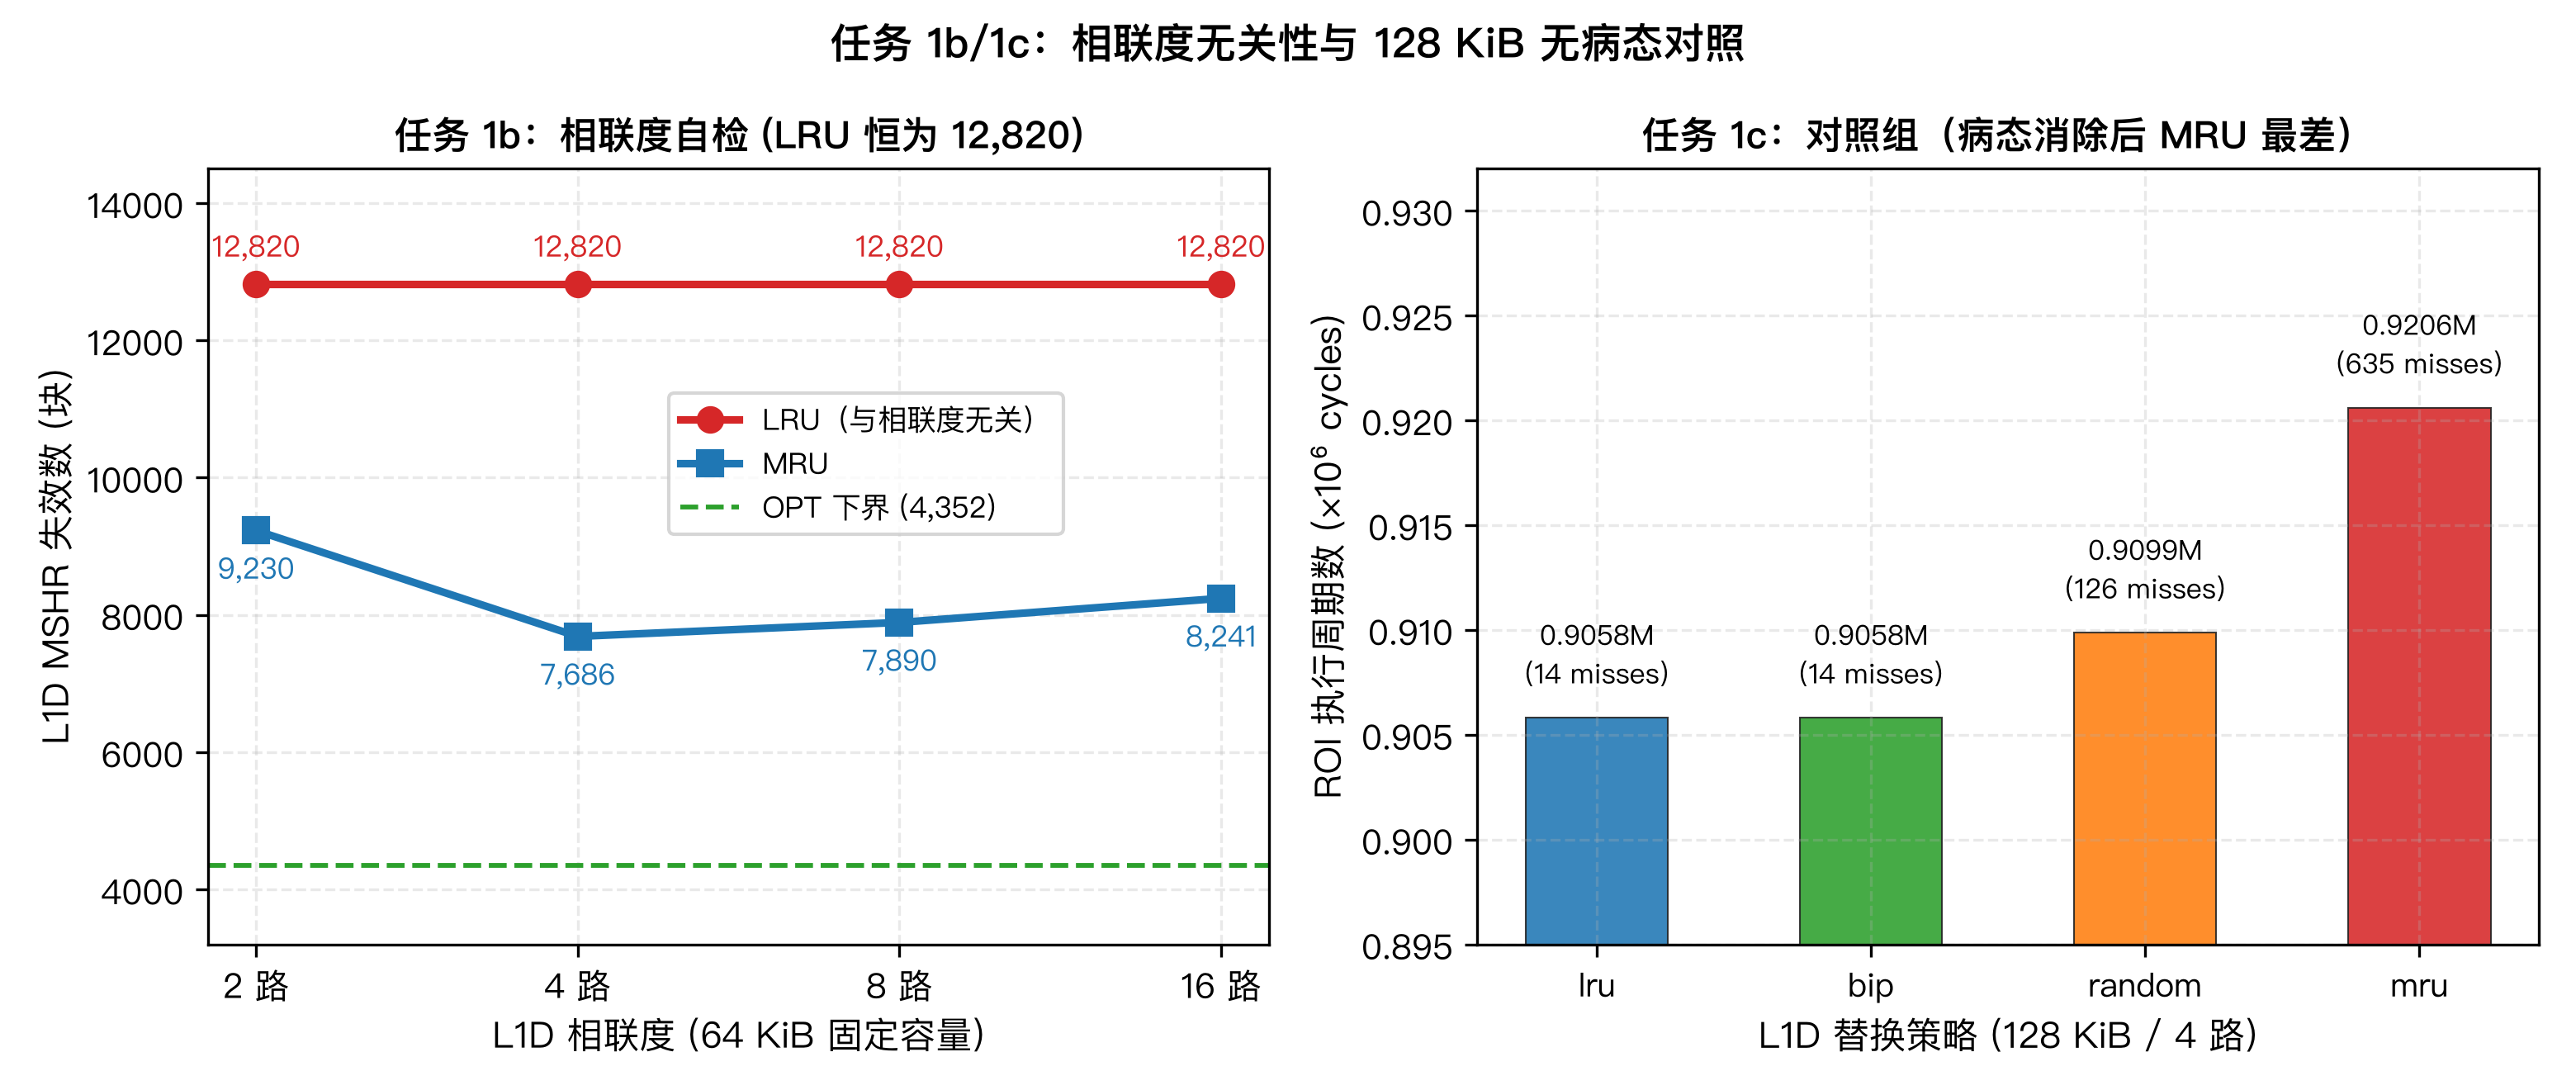 任务 1b/1c：相联度无关性与 128 KiB 无病态对照
任务 1b：相联度自检 (LRU 恒为 12,820)
14000
12000
10000
8000
6000
4000
L1D MSHR 失效数 (块)
12,820
12,820
12,820
12,820
LRU（与相联度无关）
MRU
OPT 下界 (4,352)
9,230
7,686
7,890
8,241
2 路
4 路
8 路
16 路
L1D 相联度 (64 KiB 固定容量)
任务 1c：对照组（病态消除后 MRU 最差）
0.930
0.925
0.920
0.915
0.910
0.905
0.900
0.895
ROI 执行周期数 (×10⁶ cycles)
0.9058M
(14 misses)
0.9058M
(14 misses)
0.9099M
(126 misses)
0.9206M
(635 misses)
lru
bip
random
mru
L1D 替换策略 (128 KiB / 4 路)